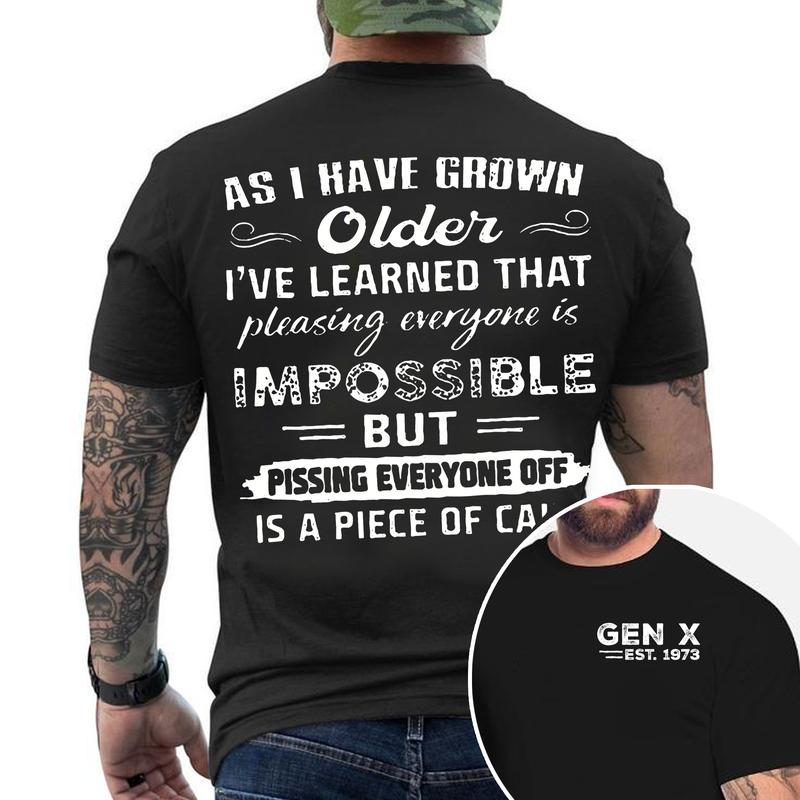 AS I HAVE GROWN
Older
I'VE LEARNED THAT
pleasing everyone is
IMPOSSIBLE
BUT
PISSING EVERYONE OFF
IS A PIECE OF
GEN X
EST. 1973